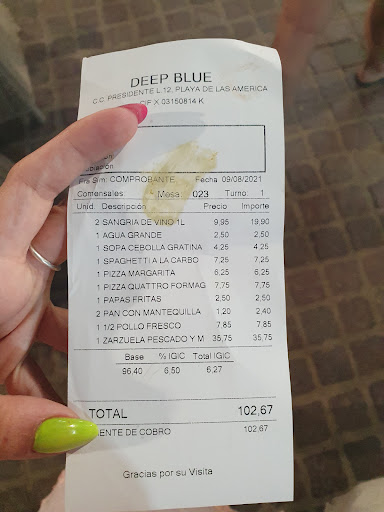 DEEP BLUE
C.C. PRESIDENTE L.12, PLAYA DE LAS AMERICA
CIF X 03150814 K
Fra Sim. COMPROBANTE Fecha 09/08/2021
Comensales Mesa: 023 Turno: 1
Unid. Descripción Precio Importe
2 SANGRIA DE VINO 1L 9,95 19,90
1 AGUA GRANDE 2,50 2,50
1 SOPA CEBOLLA GRATINA 4,25 4,25
1 SPAGHETTI A LA CARBO 7,25 7,25
1 PIZZA MARGARITA 6,25 6,25
1 PIZZA QUATTRO FORMAG 7,75 7,75
1 PAPAS FRITAS 2,50 2,50
2 PAN CON MANTEQUILLA 1,20 2,40
1 1/2 POLLO FRESCO 7,85 7,85
1 ZARZUELA PESCADO Y M 35,75 35,75
Base % IGIC Total IGIC
96,40 6,50 6,27
TOTAL 102,67
DE COBRO 102,67
Gracias por su Visita